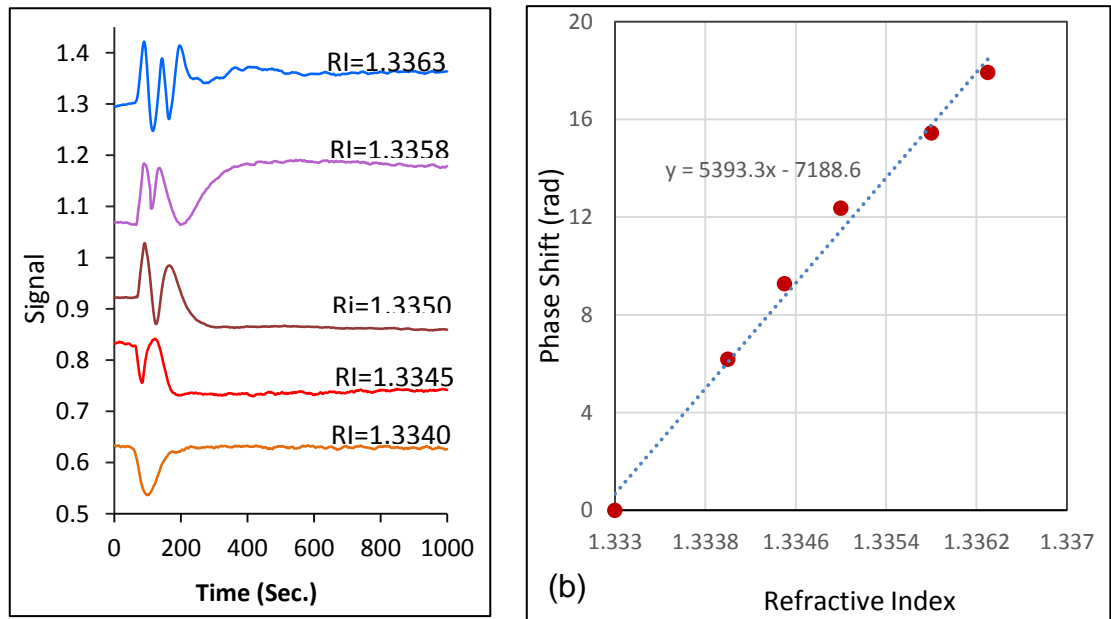 1.4
1.3
1.2
1.1
1
0.9
0.8
0.7
0.6
0.5
Signal
RI=1.3363
RI=1.3358
Ri=1.3350
RI=1.3345
RI=1.3340
0 200 400 600 800 1000
Time (Sec.)
20
16
12
8
4
0
Phase Shift (rad)
y = 5393.3x - 7188.6
1.333 1.3338 1.3346 1.3354 1.3362 1.337
(b)
Refractive Index